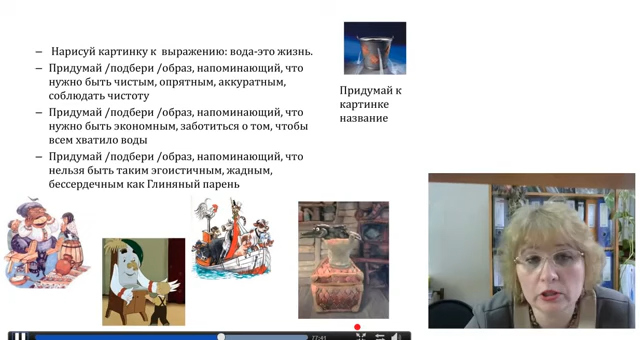 – Нарисуй картинку к выражению: вода-это жизнь.
– Придумай /подбери /образ, напоминающий, что
нужно быть чистым, опрятным, аккуратным,
соблюдать чистоту
– Придумай /подбери /образ, напоминающий, что
нужно быть экономным, заботиться о том, чтобы
всем хватило воды
– Придумай /подбери /образ, напоминающий, что
нельзя быть таким эгоистичным, жадным,
бессердечным как Глиняный парень
Придумай к
картинке
название